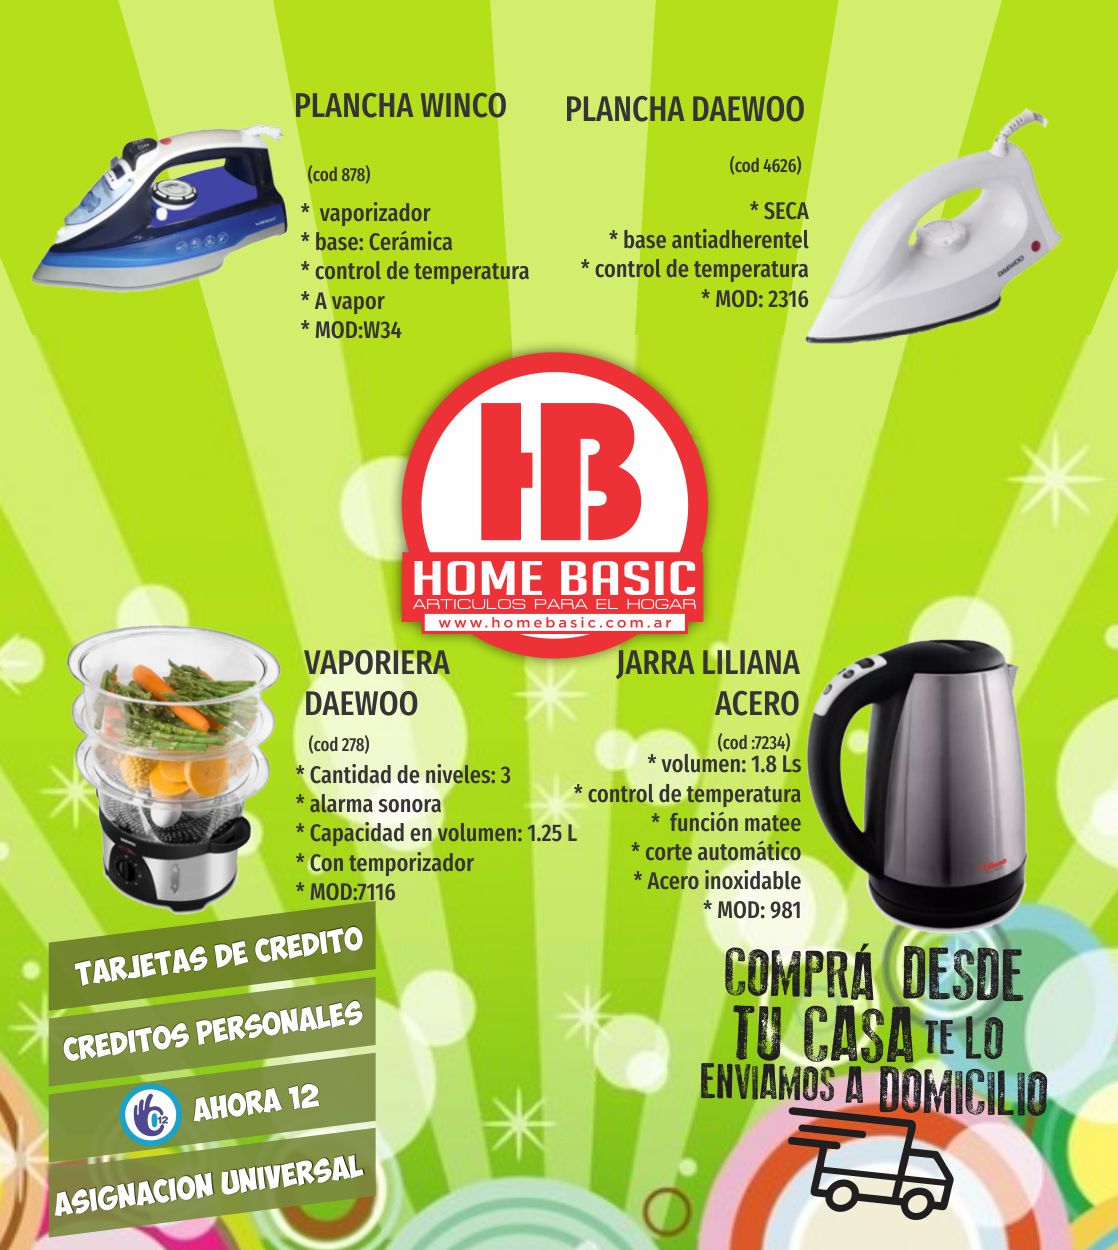 PLANCHA WINCO
(cod 878)
* vaporizador
* base: Cerámica
* control de temperatura
* A vapor
* MOD:W34
PLANCHA DAEWOO
(cod 4626)
* SECA
* base antiadherentel
* control de temperatura
* MOD: 2316
DAEWOO
HB
HOME BASIC
ARTICULOS PARA EL HOGAR
www.homebasic.com.ar
VAPORIERA
DAEWOO
(cod 278)
* Cantidad de niveles: 3
* alarma sonora
* Capacidad en volumen: 1.25 L
* Con temporizador
* MOD:7116
JARRA LILIANA
ACERO
(cod :7234)
* volumen: 1.8 Ls
* control de temperatura
* función matee
* corte automático
* Acero inoxidable
* MOD: 981
TARJETAS DE CREDITO
CREDITOS PERSONALES
12 AHORA 12
ASIGNACION UNIVERSAL
COMPRÁ DESDE
TU CASA TE LO
ENVIAMOS A DOMICILIO